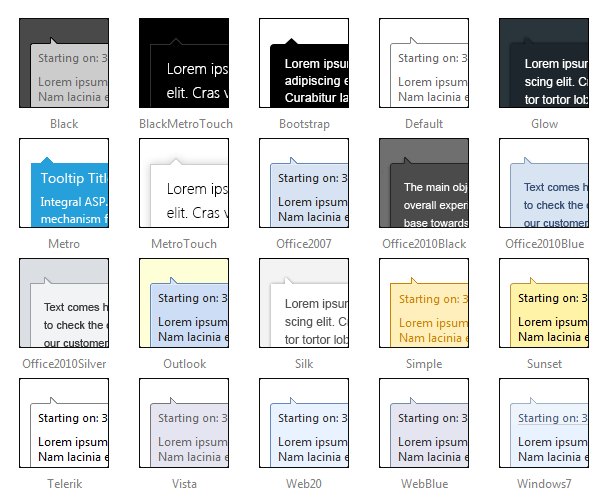 Starting on: 3
Lorem ipsum
Nam lacinia e
Black
Lorem ips
elit. Cras v
BlackMetroTouch
Lorem ipsum
adipiscing e
Curabitur la
Bootstrap
Starting on: 3
Lorem ipsum
Nam lacinia e
Default
Lorem ipsu
scing elit. C
tor tortor lob
Glow
Tooltip Title
Integral ASP.
mechanism f
Metro
Lorem ips
elit. Cras v
MetroTouch
Starting on: 3
Lorem ipsum
Nam lacinia e
Office2007
The main obj
overall experi
base towards
Office2010Black
Text comes h
to check the o
our customer
Office2010Blue
Text comes h
to check the o
our customer
Office2010Silver
Starting on: 3
Lorem ipsum
Nam lacinia e
Outlook
Lorem ipsu
scing elit. C
tor tortor lob
Silk
Starting on: 3
Lorem ipsum
Nam lacinia e
Simple
Starting on: 3
Lorem ipsum
Nam lacinia e
Sunset
Starting on: 3
Lorem ipsum
Nam lacinia e
Telerik
Starting on: 3
Lorem ipsum
Nam lacinia e
Vista
Starting on: 3
Lorem ipsum
Nam lacinia e
Web20
Starting on: 3
Lorem ipsum
Nam lacinia e
WebBlue
Starting on: 3
Lorem ipsum
Nam lacinia e
Windows7